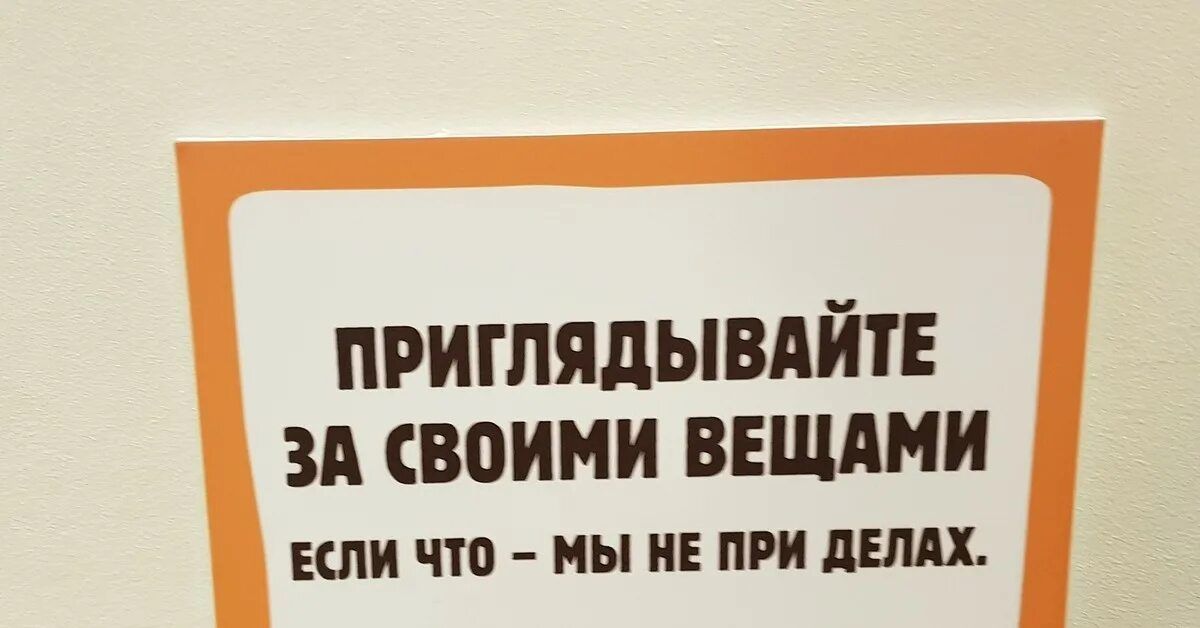 ПРИГЛЯДЫВАЙТЕ
ЗА СВОИМИ ВЕЩАМИ
ЕСЛИ ЧТО – МЫ НЕ ПРИ ДЕЛАХ.